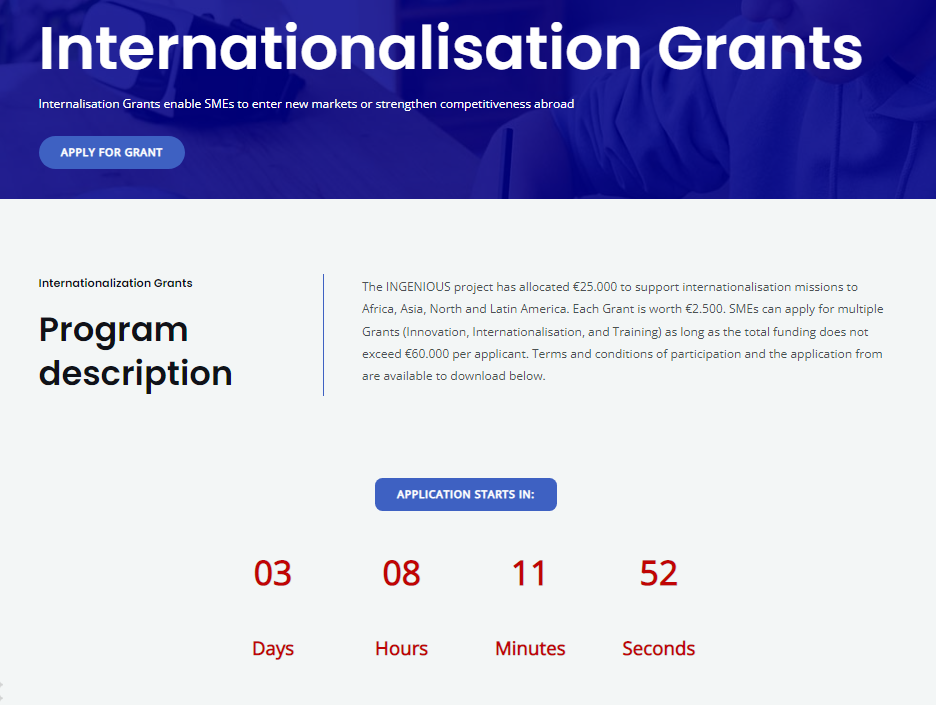 Internationalisation Grants
Internalisation Grants enable SMEs to enter new markets or strengthen competitiveness abroad
APPLY FOR GRANT
Internationalization Grants
Program
description
The INGENIOUS project has allocated €25.000 to support internationalisation missions to
Africa, Asia, North and Latin America. Each Grant is worth €2.500. SMEs can apply for multiple
Grants (Innovation, Internationalisation, and Training) as long as the total funding does not
exceed €60.000 per applicant. Terms and conditions of participation and the application from
are available to download below.
APPLICATION STARTS IN:
03 08 11 52
Days Hours Minutes Seconds